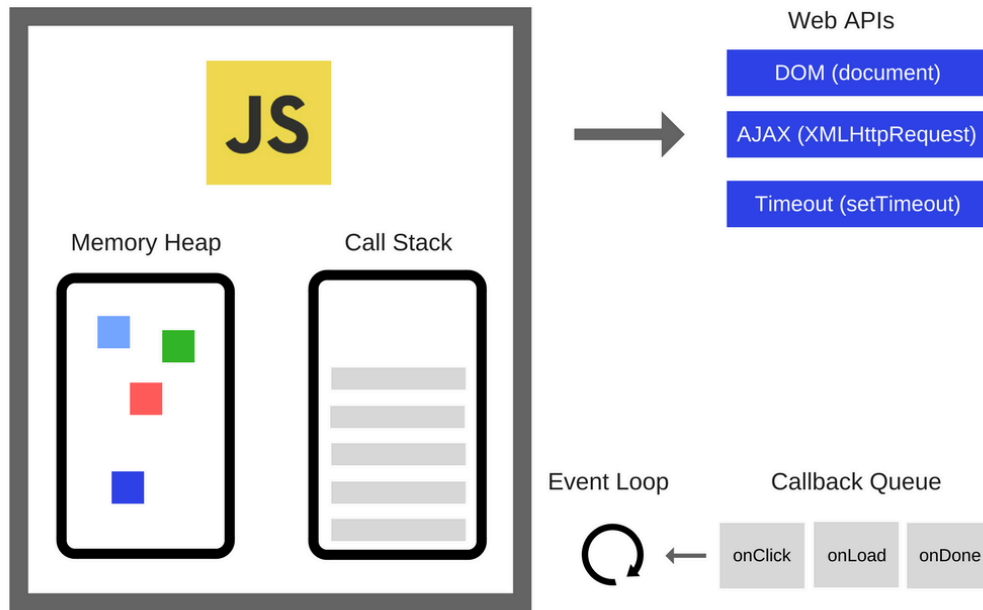 JS
Memory Heap
Call Stack
Web APIs
DOM (document)
AJAX (XMLHttpRequest)
Timeout (setTimeout)
Event Loop
Callback Queue
onClick
onLoad
onDone